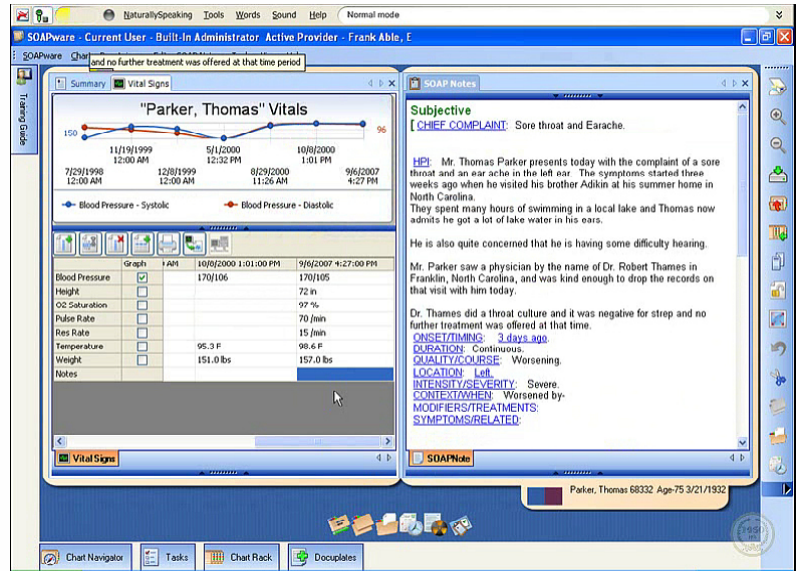 NaturallySpeaking Tools Words Sound Help Normal mode
SOAPware - Current User - Built-In Administrator Active Provider - Frank Able, E
SOAPware Chart
and no further treatment was offered at that time period
Training Guide
Summary Vital Signs
"Parker, Thomas" Vitals
150
96
11/19/1999 5/1/2000 10/8/2000
12:00 AM 12:32 PM 1:01 PM
7/29/1998 12/8/1999 8/29/2000 9/6/2007
12:00 AM 12:00 AM 11:26 AM 4:27 PM
Blood Pressure - Systolic Blood Pressure - Diastolic
Graph AM 10/8/2000 1:01:00 PM 9/6/2007 4:27:00 PM
Blood Pressure 170/106 170/105
Height 72 in
O2 Saturation 97 %
Pulse Rate 70 /min
Res Rate 15 /min
Temperature 95.3 F 98.6 F
Weight 151.0 lbs 157.0 lbs
Notes
Vital Signs
SOAP Notes
Subjective
[ CHIEF COMPLAINT: Sore throat and Earache.
HPI: Mr. Thomas Parker presents today with the complaint of a sore
throat and an ear ache in the left ear. The symptoms started three
weeks ago when he visited his brother Adikin at his summer home in
North Carolina.
They spent many hours of swimming in a local lake and Thomas now
admits he got a lot of lake water in his ears.
He is also quite concerned that he is having some difficulty hearing.
Mr. Parker saw a physician by the name of Dr. Robert Thames in
Franklin, North Carolina, and was kind enough to drop the records on
that visit with him today.
Dr. Thames did a throat culture and it was negative for strep and no
further treatment was offered at that time.
ONSET/TIMING: 3 days ago.
DURATION: Continuous.
QUALITY/COURSE: Worsening.
LOCATION: Left.
INTENSITY/SEVERITY: Severe.
CONTEXT/WHEN: Worsened by-
MODIFIERS/TREATMENTS:
SYMPTOMS/RELATED:
SOAPNote
Parker, Thomas 68332 Age-75 3/21/1932
Chart Navigator Tasks Chart Rack Docuplates